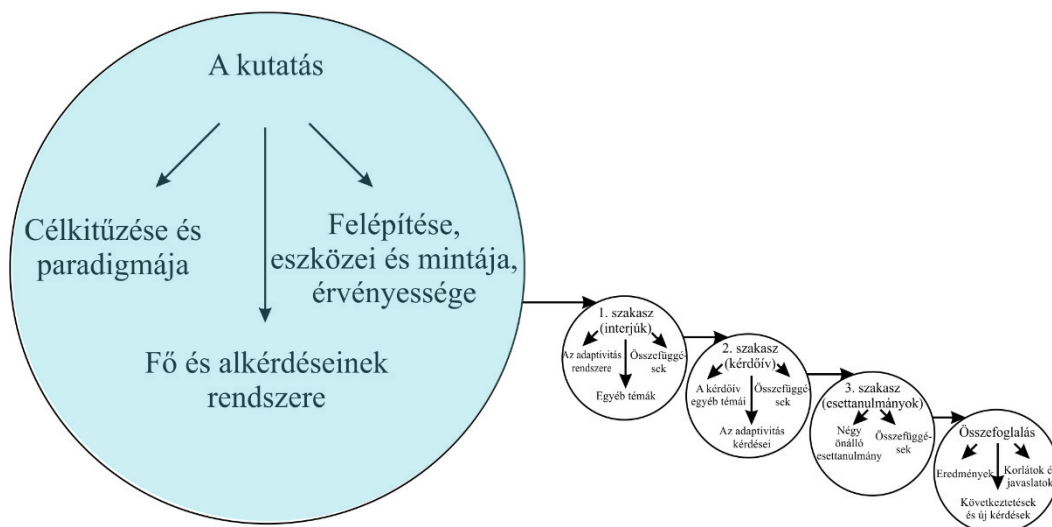 A kutatás
Célkitűzése és
paradigmája
Felépítése,
eszközei és mintája,
érvényessége
Fő és alkérdéseinek
rendszere
1. szakasz
(interjúk)
Az adaptivitás
rendszere
Összefüggé-
sek
Egyéb témák
2. szakasz
(kérdőív)
A kérdőív
egyéb témái
Összefüggé-
sek
Az adaptivitás
kérdései
3. szakasz
(esettanulmányok)
Négy
önálló
esettanulmány
Összefüggé-
sek
Összefoglalás
Eredmények
Korlátok é
javaslatok
Következtetések
és új kérdések